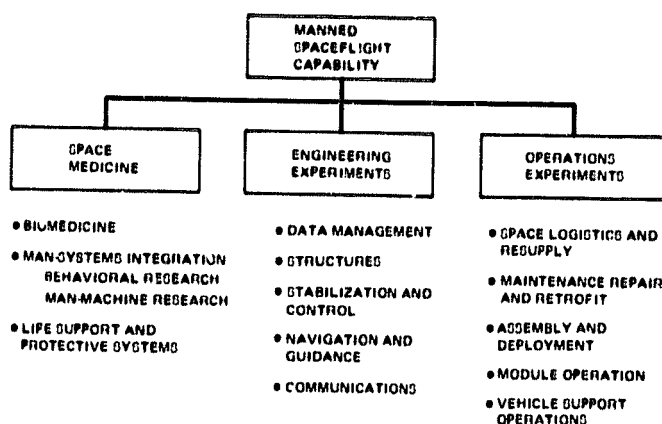 MANNED
SPACEFLIGHT
CAPABILITY
SPACE
MEDICINE
ENGINEERING
EXPERIMENTS
OPERATIONS
EXPERIMENTS
• BIOMEDICINE
• MAN-SYSTEMS INTEGRATION
BEHAVIORAL RESEARCH
MAN-MACHINE RESEARCH
• LIFE SUPPORT AND
PROTECTIVE SYSTEMS
• DATA MANAGEMENT
• STRUCTURES
• STABILIZATION AND
CONTROL
• NAVIGATION AND
GUIDANCE
• COMMUNICATIONS
• SPACE LOGISTICS AND
RESUPPLY
• MAINTENANCE REPAIR
AND RETROFIT
• ASSEMBLY AND
DEPLOYMENT
• MODULE OPERATION
• VEHICLE SUPPORT
OPERATIONS